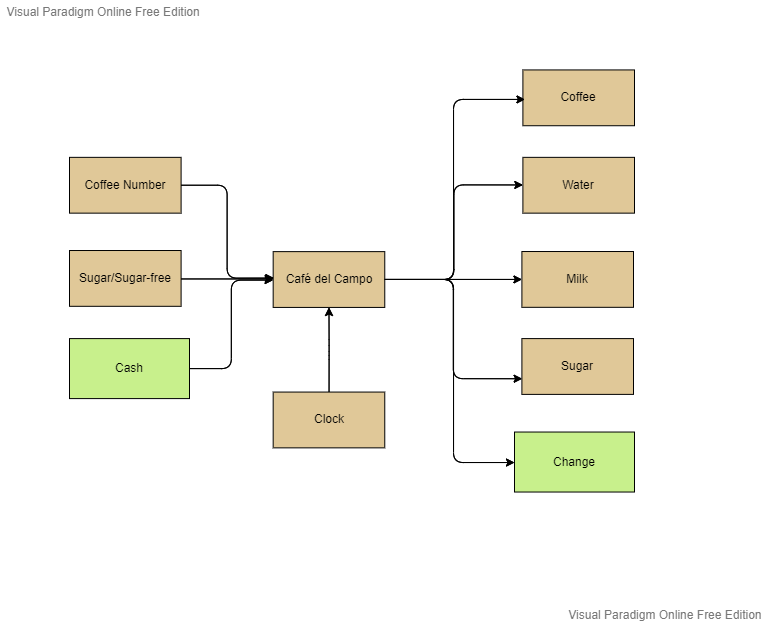 Visual Paradigm Online Free Edition
Coffee
Coffee Number
Water
Sugar/Sugar-free
Café del Campo
Milk
Cash
Sugar
Clock
Change
Visual Paradigm Online Free Edition